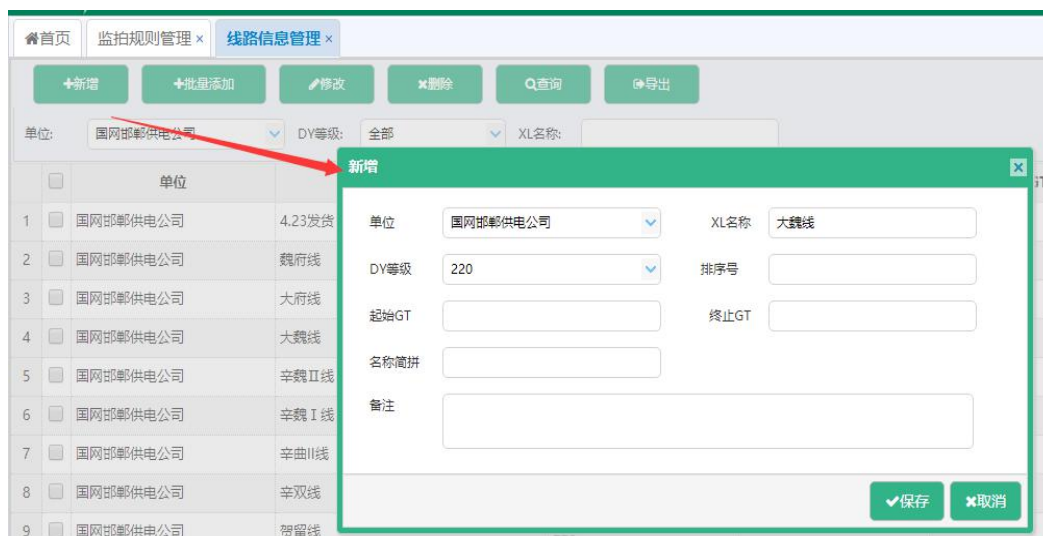 首页 监拍规则管理 × 线路信息管理 ×
新增 批量添加 修改 删除 查询 导出
单位: 国网邯郸供电公司 DY等级: 全部 XL名称:
新增
单位
1 国网邯郸供电公司 4.23发货
2 国网邯郸供电公司 魏府线
3 国网邯郸供电公司 大府线
4 国网邯郸供电公司 大魏线
5 国网邯郸供电公司 辛魏II线
6 国网邯郸供电公司 辛魏I线
7 国网邯郸供电公司 辛曲II线
8 国网邯郸供电公司 辛双线
9 国网邯郸供电公司 贺留线
单位 国网邯郸供电公司 XL名称 大魏线
DY等级 220 排序号
起始GT 终止GT
名称简拼
备注
保存 取消